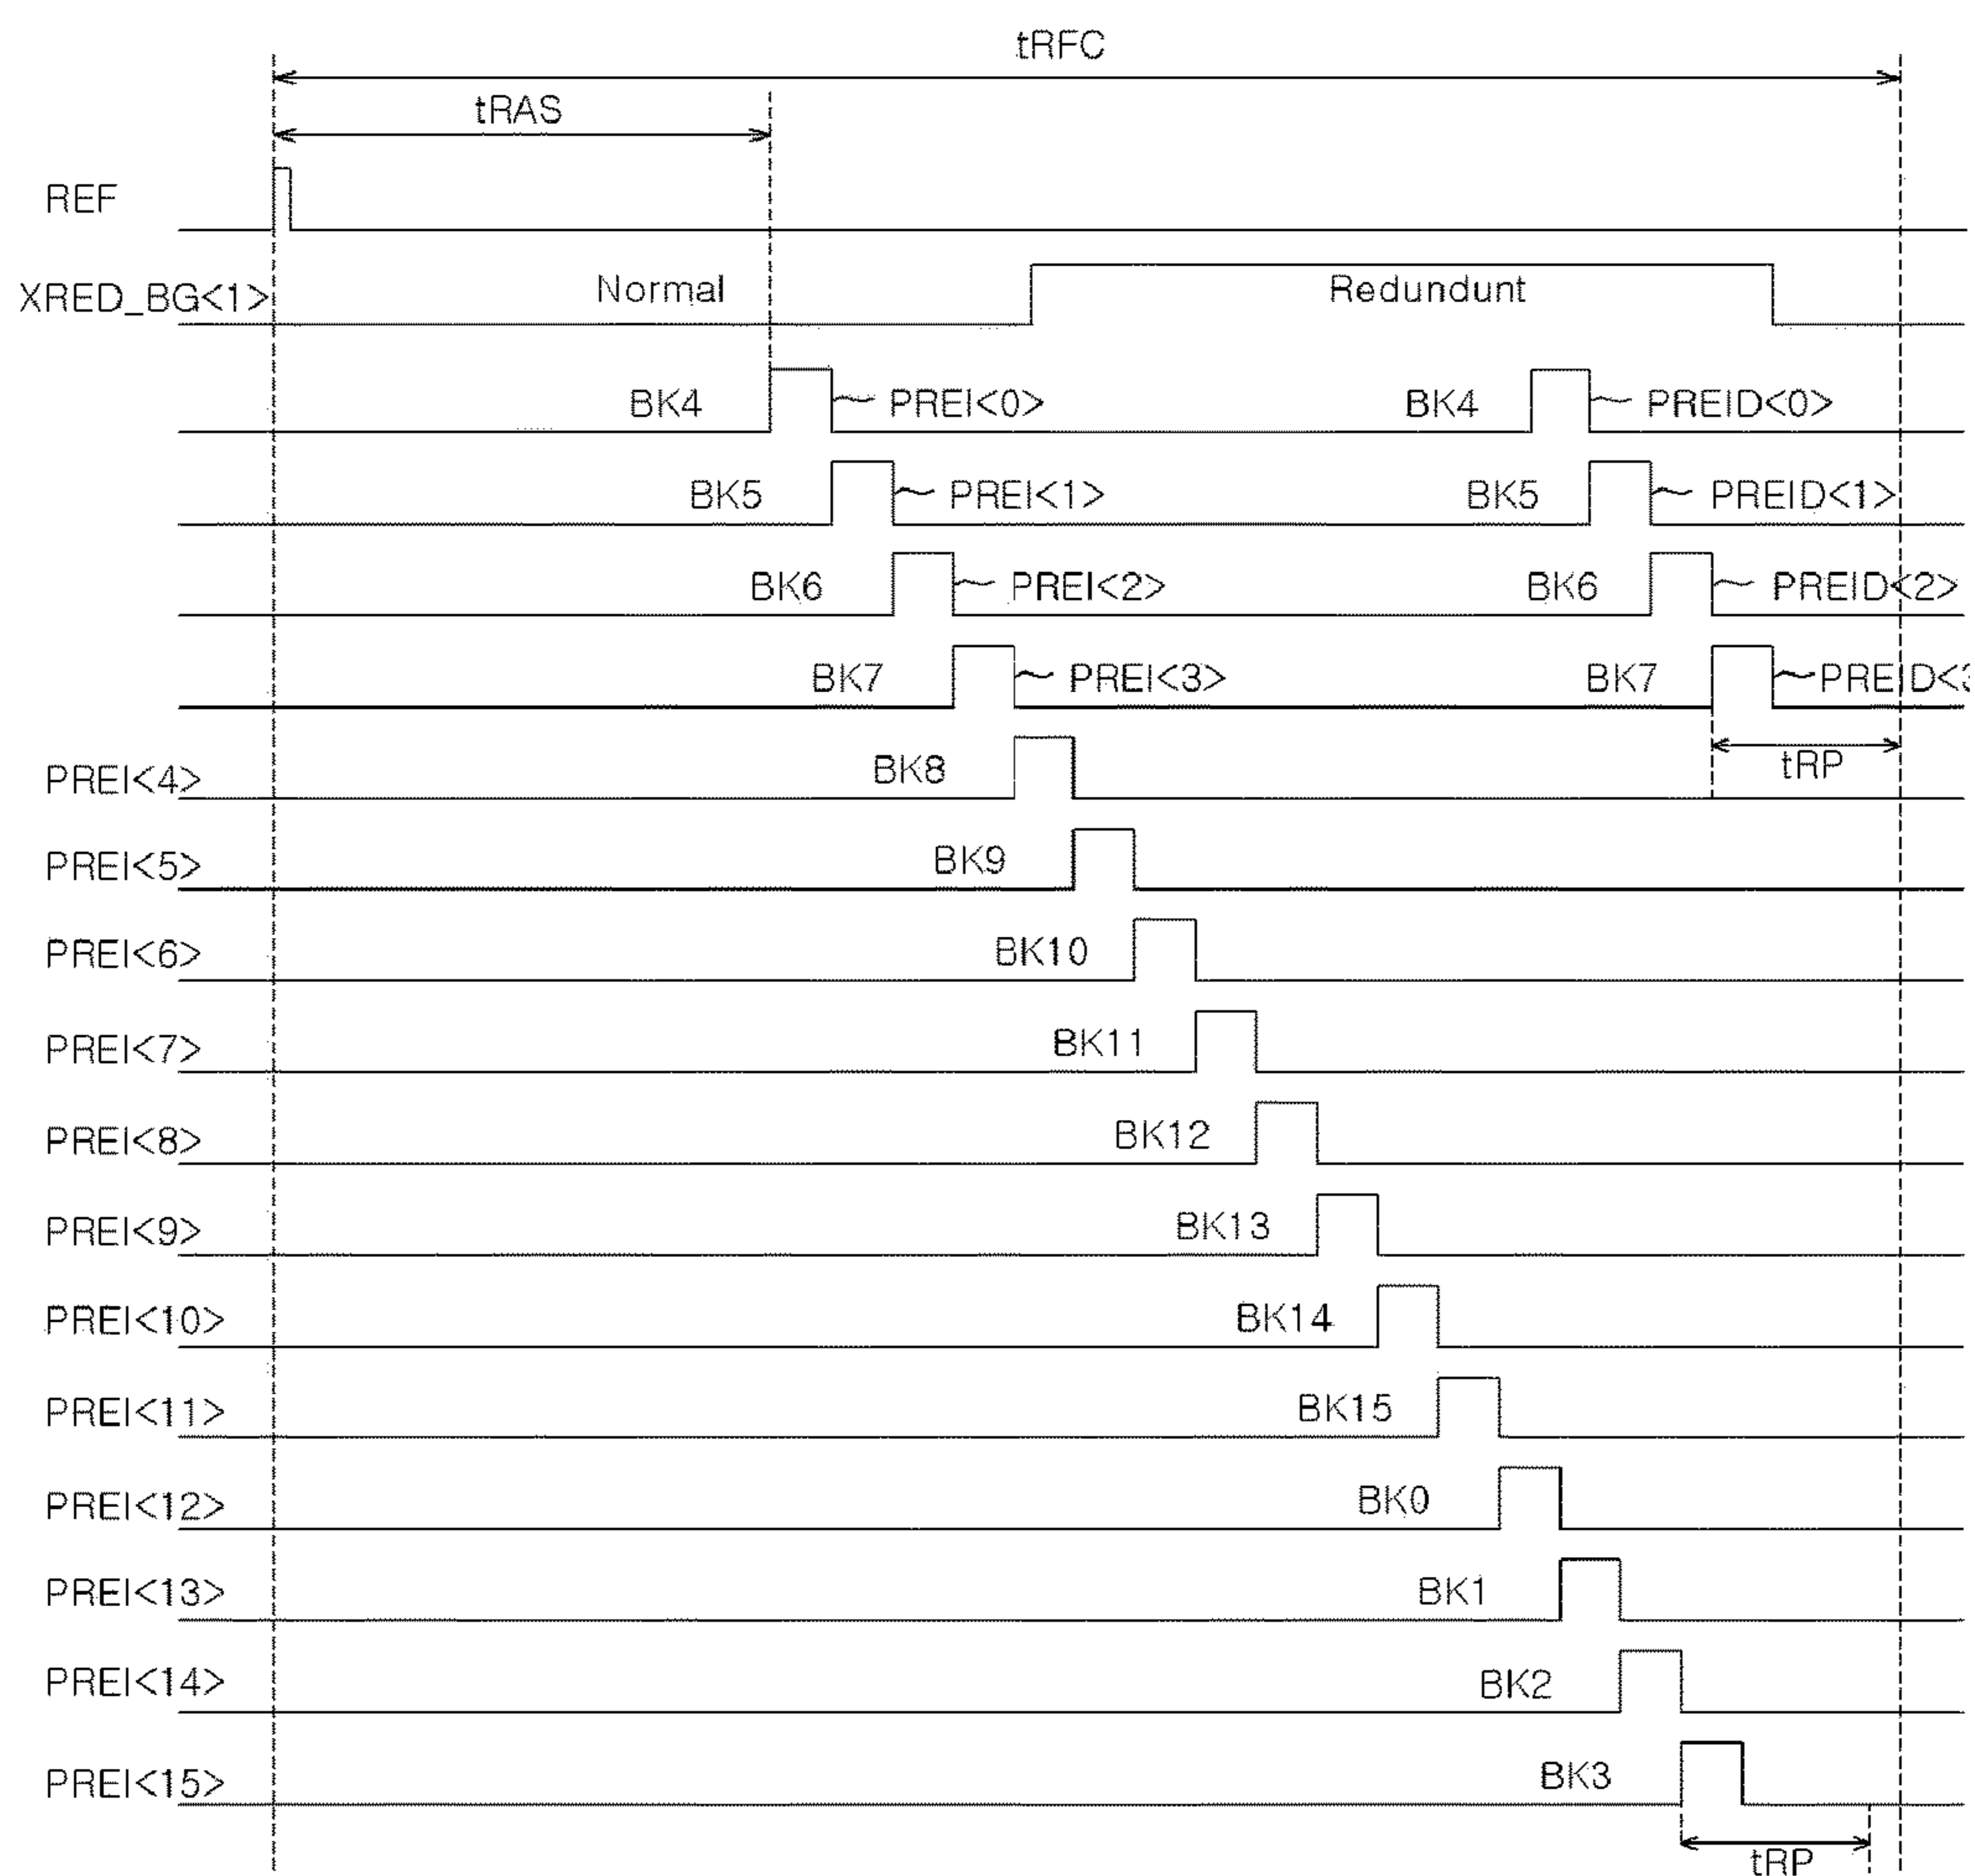 tRFC
tRAS
REF
XRED_BG<1> Normal Redundunt
BK4 PREI<0> BK4 PREID<0>
BK5 PREI<1> BK5 PREID<1>
BK6 PREI<2> BK6 PREID<2>
BK7 PREI<3> BK7 PREID<3
PREI<4> BK8 tRP
PREI<5> BK9
PREI<6> BK10
PREI<7> BK11
PREI<8> BK12
PREI<9> BK13
PREI<10> BK14
PREI<11> BK15
PREI<12> BK0
PREI<13> BK1
PREI<14> BK2
PREI<15> BK3
tRP